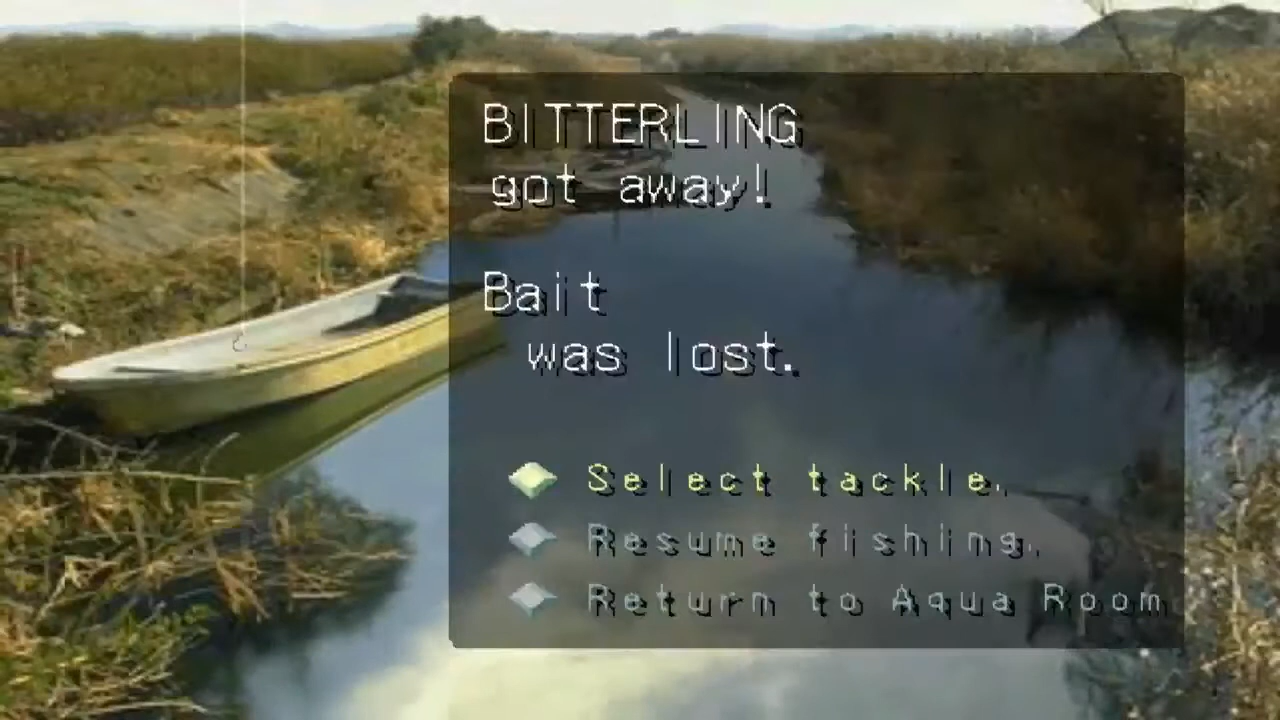 BITTERLING
got away!
Bait
was lost.
Select tackle.
Resume fishing.
Return to Aqua Room